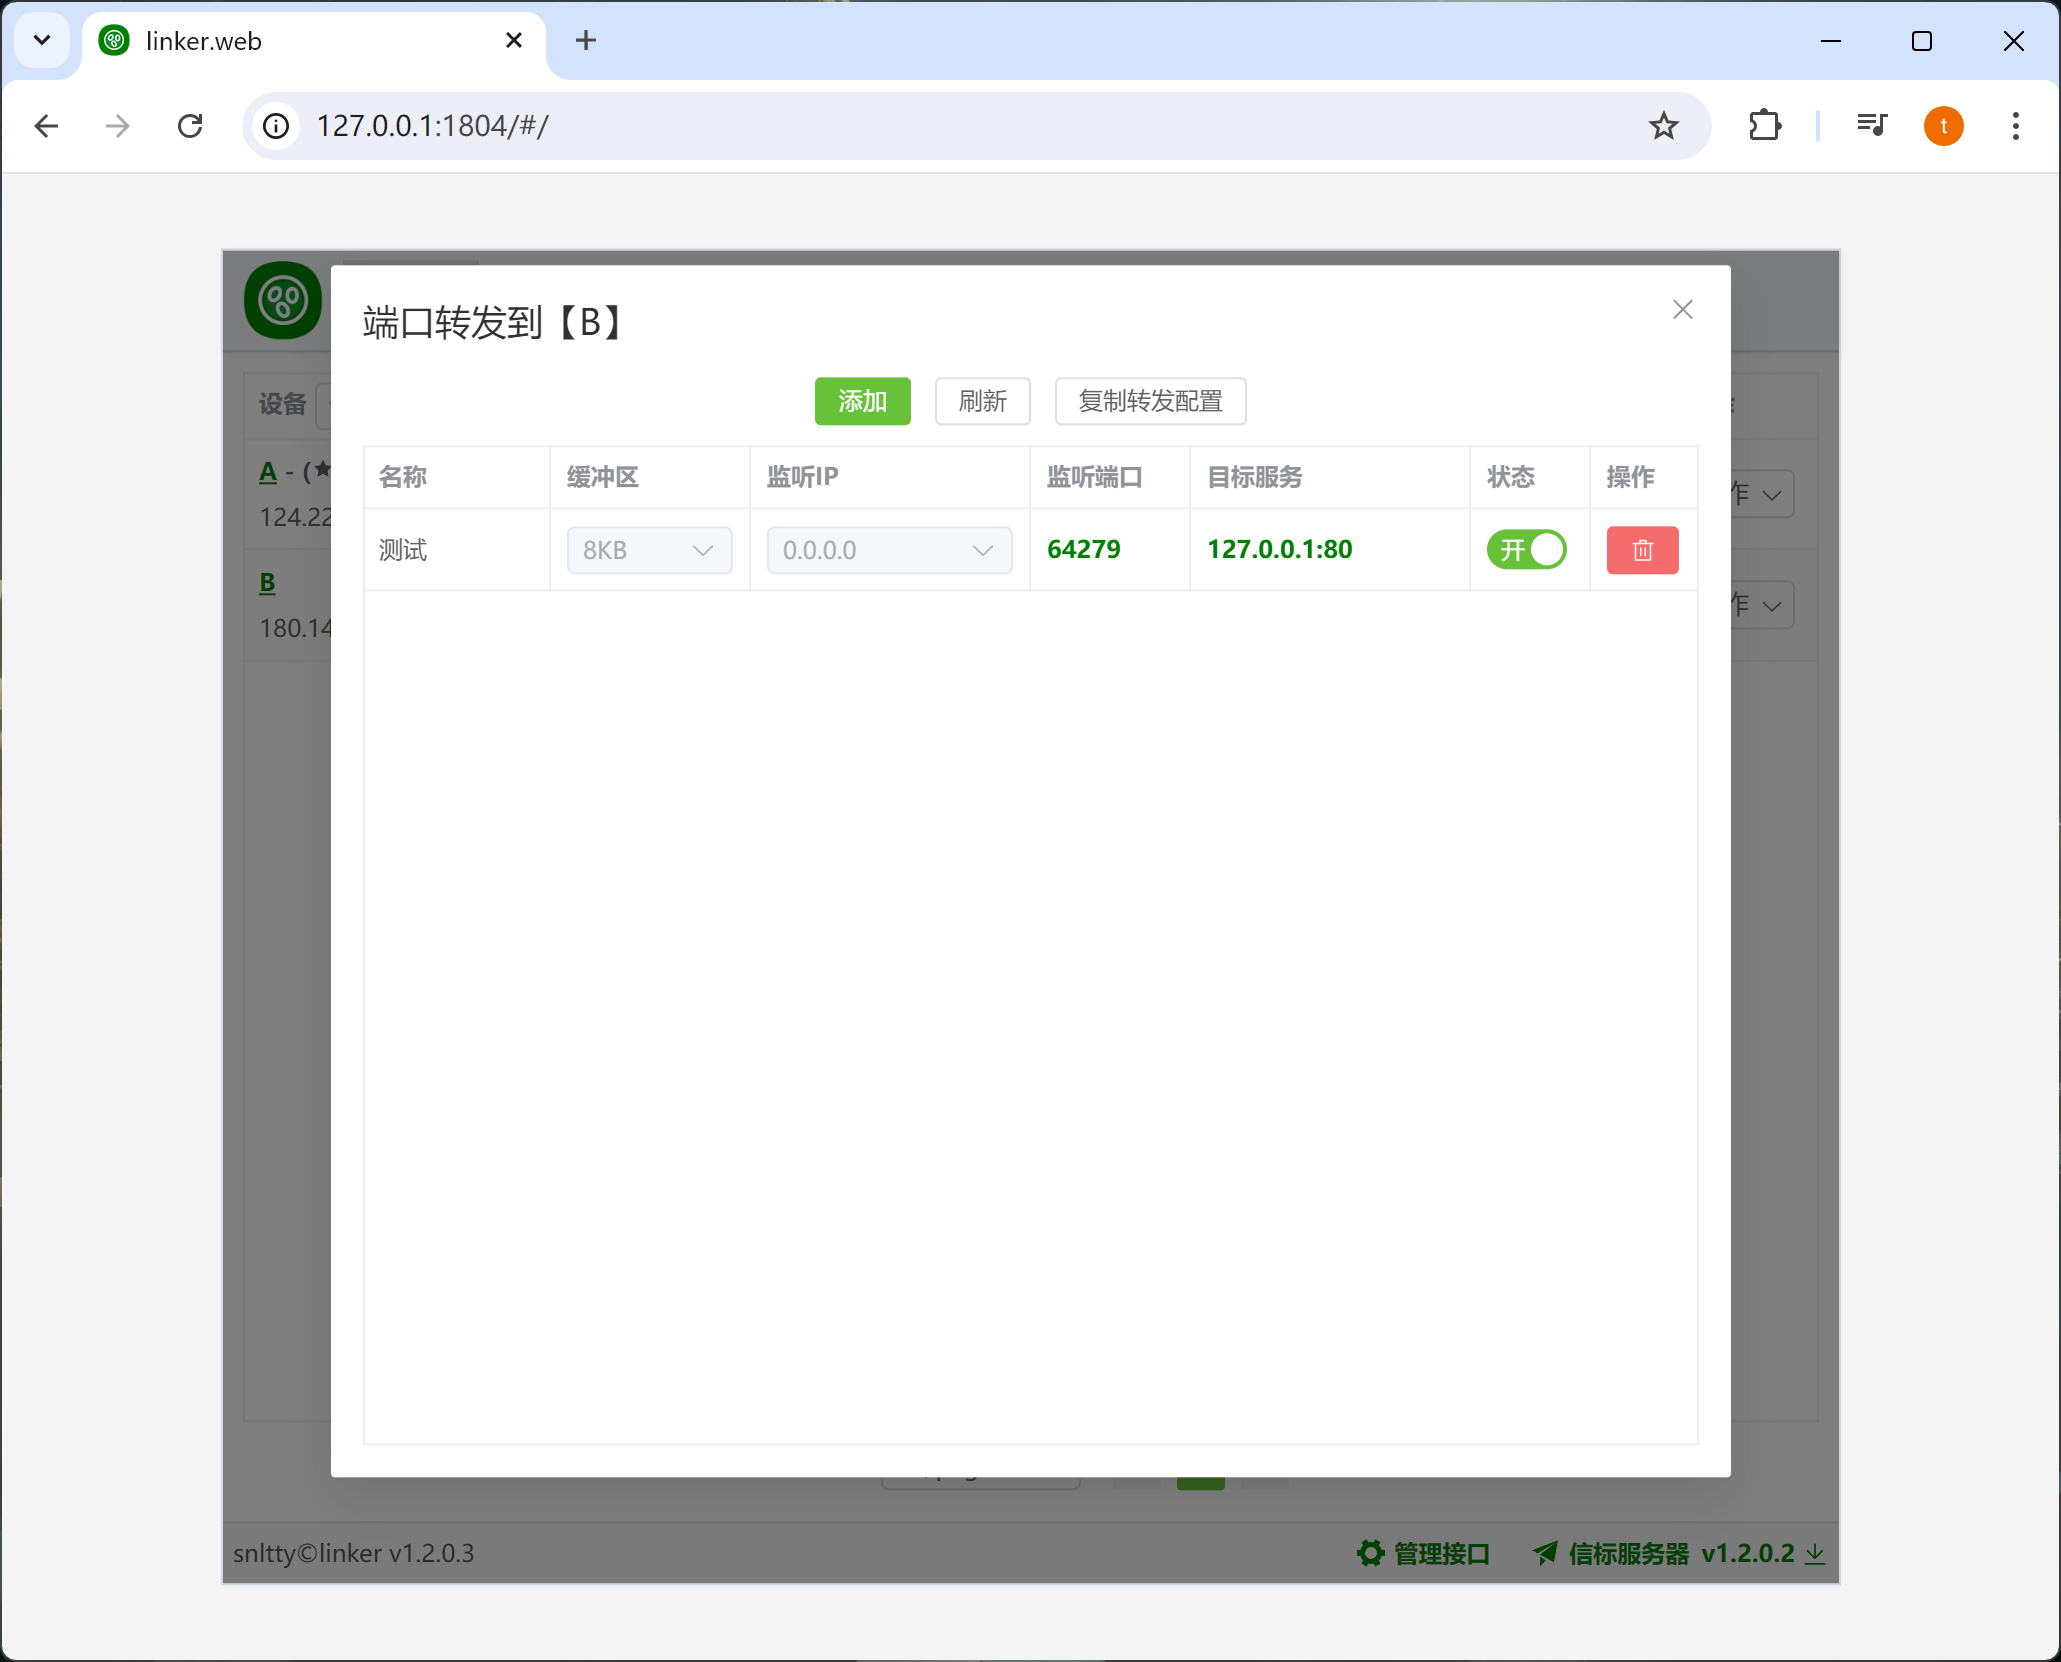 linker.web
127.0.0.1:1804/#/
t
端口转发到【B】
添加 刷新 复制转发配置
设备
名称 缓冲区 监听IP 监听端口 目标服务 状态 操作
A - (★
124.22
作
测试 8KB 0.0.0.0 64279 127.0.0.1:80 开
B
180.14
作
snltty©linker v1.2.0.3 管理接口 信标服务器 v1.2.0.2